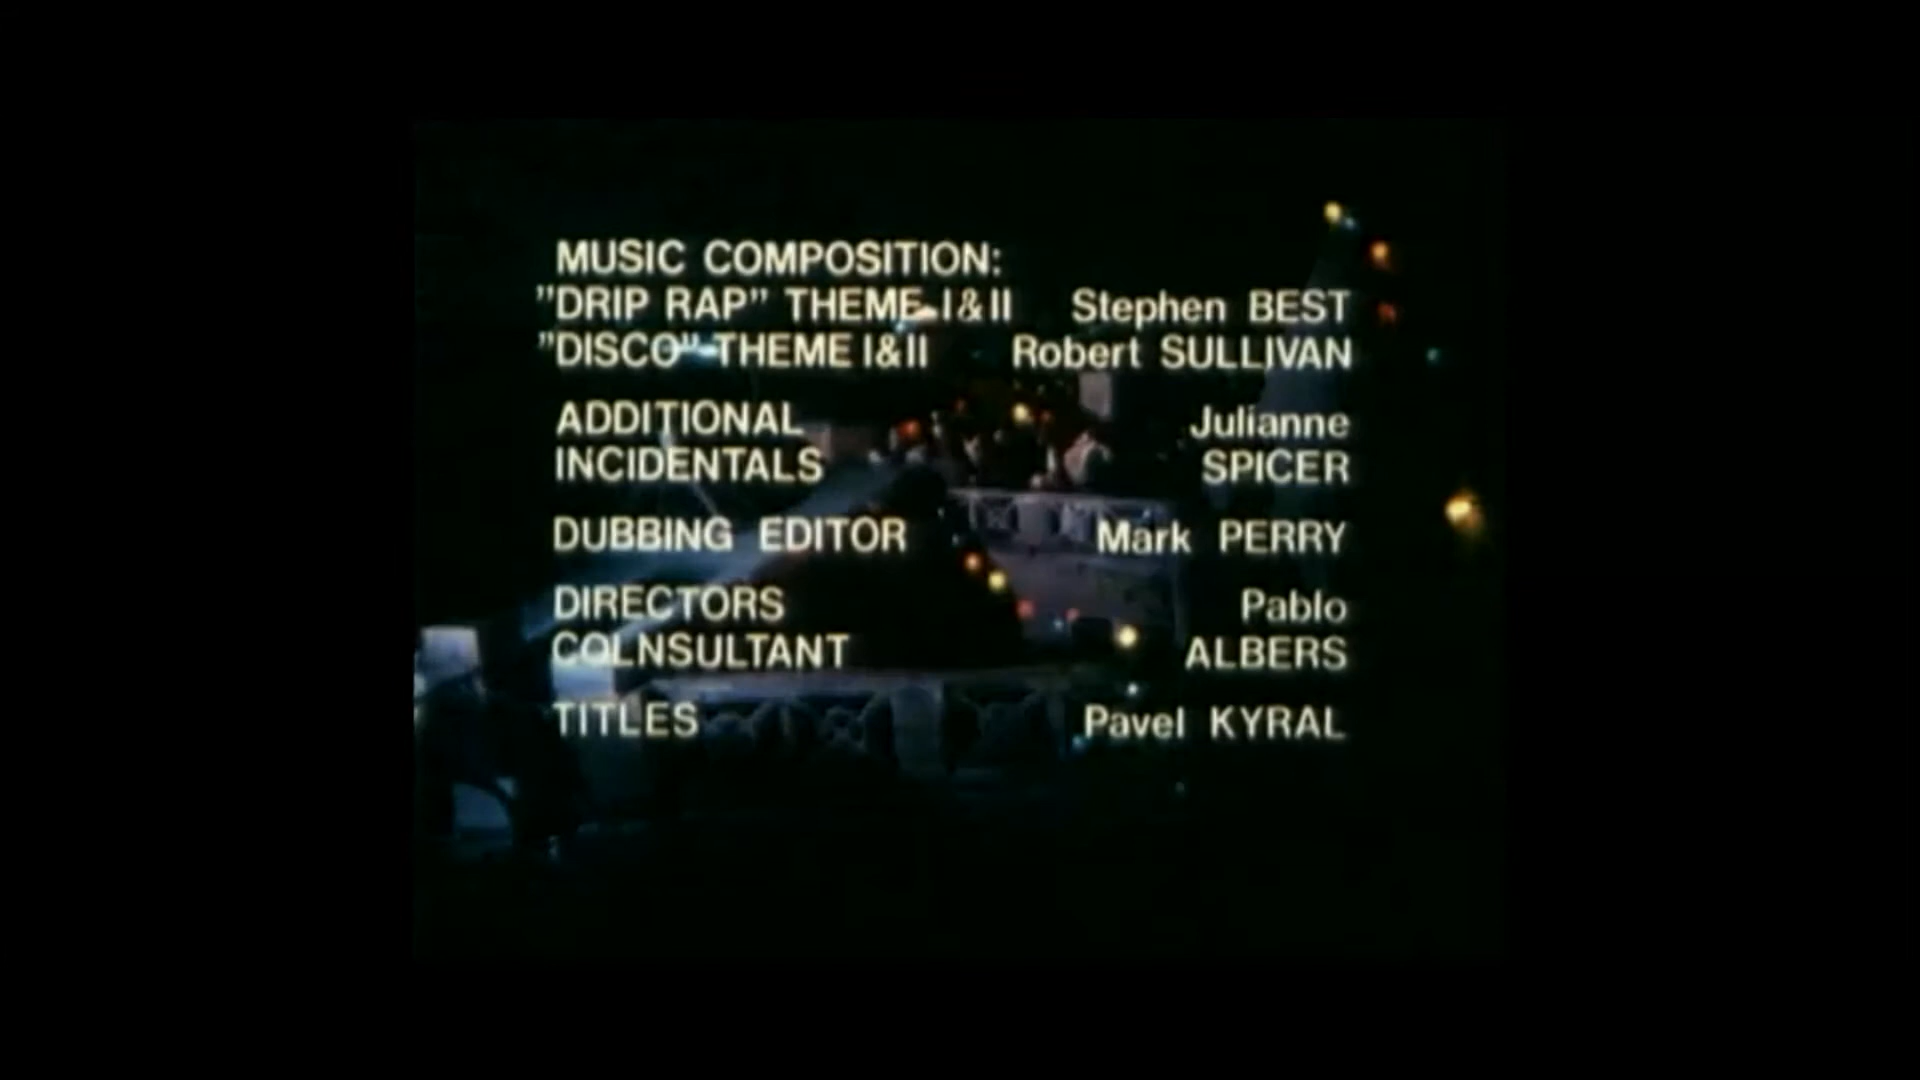 MUSIC COMPOSITION:
"DRIP RAP" THEME I & II Stephen BEST
"DISCO" THEME I & II Robert SULLIVAN
ADDITIONAL Julianne
INCIDENTALS SPICER
DUBBING EDITOR Mark PERRY
DIRECTORS Pablo
COLNSULTANT ALBERS
TITLES Pavel KYRAL